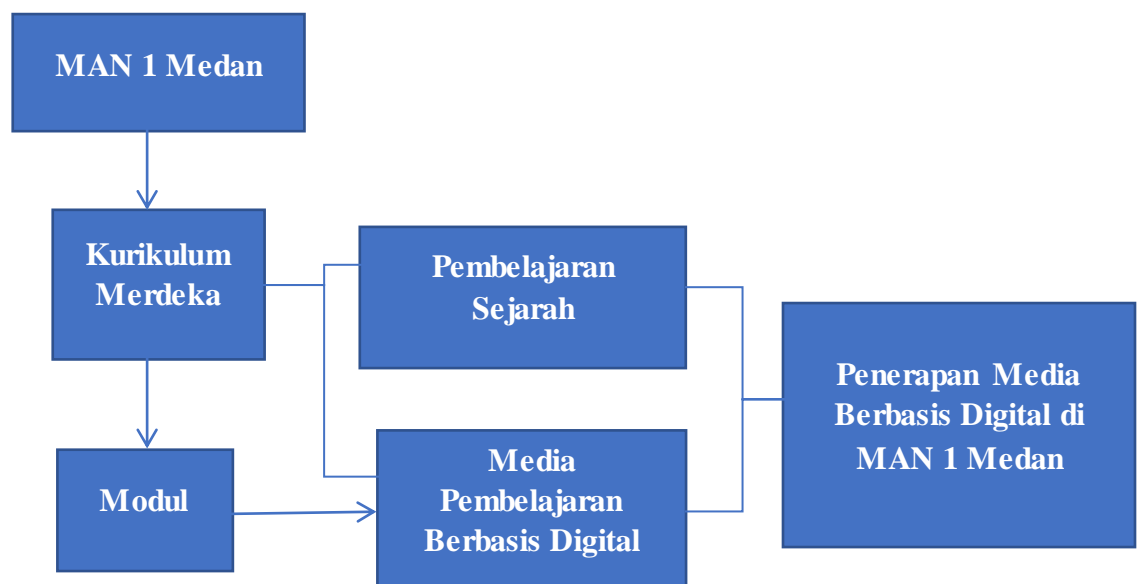 MAN 1 Medan
Kurikulum
Merdeka
Pembelajaran
Sejarah
Penerapan Media
Berbasis Digital di
MAN 1 Medan
Modul
Media
Pembelajaran
Berbasis Digital